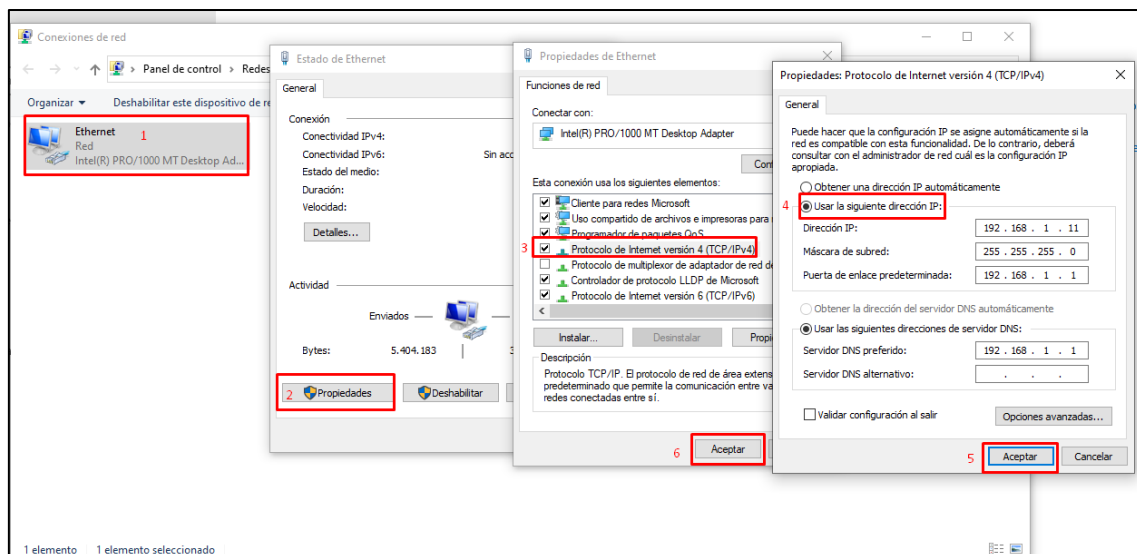 Conexiones de red
Panel de control > Redes
Organizar
Deshabilitar este dispositivo de
Ethernet
1
Red
Intel(R) PRO/1000 MT Desktop Ad...
1 elemento
1 elemento seleccionado
Estado de Ethernet
General
Conexión
Conectividad IPv4:
Conectividad IPv6:
Sin
Estado del medio:
Duración:
Velocidad:
Detalles...
Actividad
Enviados
Bytes:
5.404.183
2
Propiedades
Deshabilitar
Propiedades de Ethernet
Funciones de red
Conectar con:
Intel(R) PRO/1000 MT Desktop Adapter
Esta conexión usa los siguientes elementos:
Cliente para redes Microsoft
Uso compartido de archivos e impresoras para
Programador de paquetes QoS
3
Protocolo de Internet versión 4 (TCP/IPv4)
Protocolo de multiplexor de adaptador de red
Controlador de protocolo LLDP de Microsoft
Protocolo de Internet versión 6 (TCP/IPv6)
Instalar...
Desinstalar
Descripción
Protocolo TCP/IP. El protocolo de red de área
predeterminado que permite la comunicación entre
redes conectadas entre sí.
6
Aceptar
Propiedades: Protocolo de Internet versión 4 (TCP/IPv4)
General
Puede hacer que la configuración IP se asigne automáticamente si la
red es compatible con esta funcionalidad. De lo contrario, deberá
consultar con el administrador de red cuál es la configuración IP
apropiada.
Obtener una dirección IP automáticamente
4
Usar la siguiente dirección IP:
Dirección IP:
192 . 168 . 1 . 11
Máscara de subred:
255 . 255 . 255 . 0
Puerta de enlace predeterminada:
192 . 168 . 1 . 1
Obtener la dirección del servidor DNS automáticamente
Usar las siguientes direcciones de servidor DNS:
Servidor DNS preferido:
192 . 168 . 1 . 1
Servidor DNS alternativo:
. . .
Validar configuración al salir
Opciones avanzadas...
5
Aceptar
Cancelar